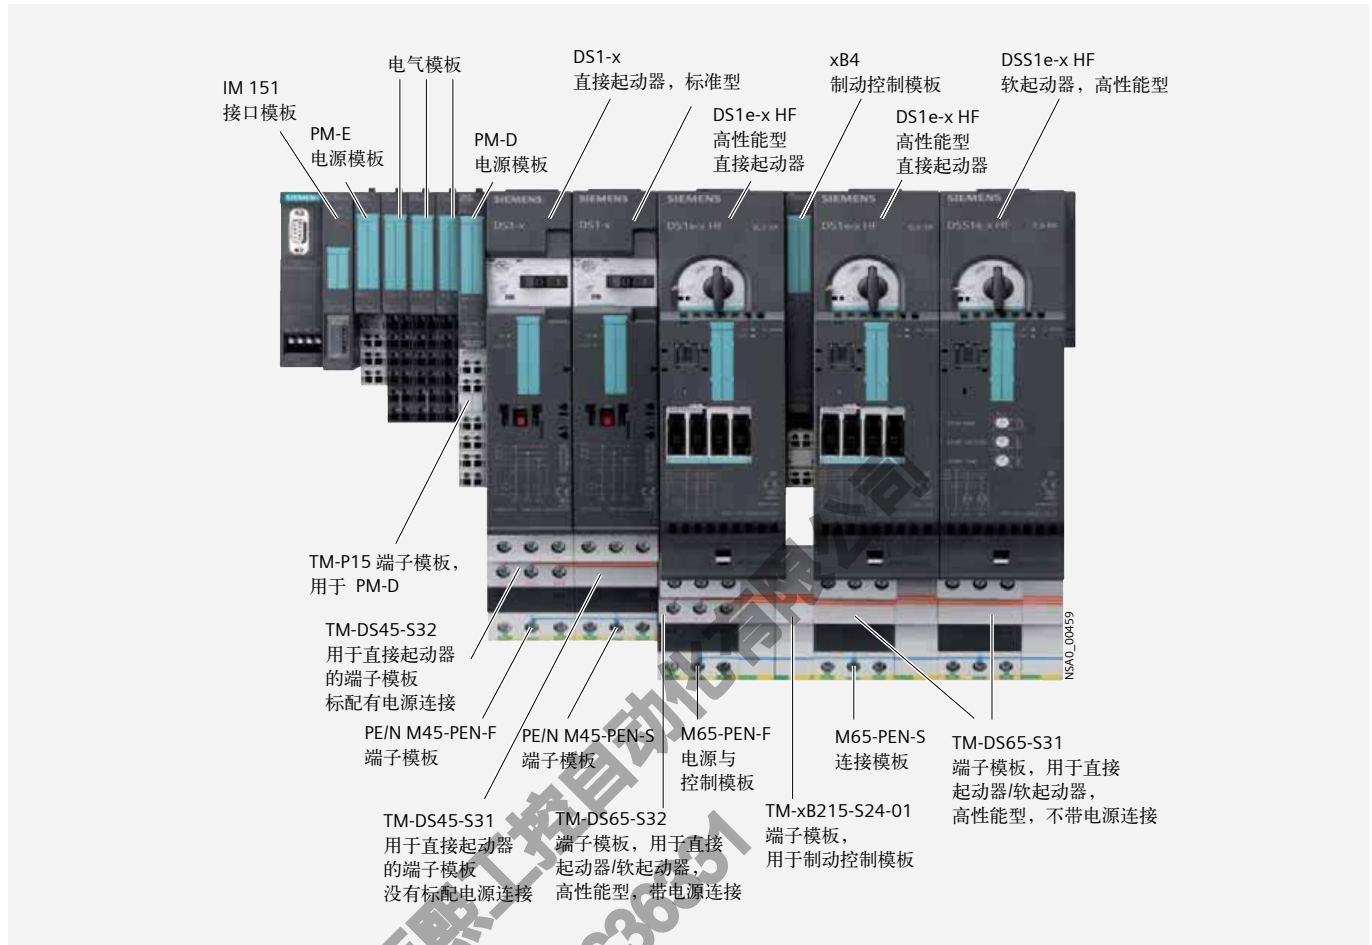 IM 151
接口模板
PM-E
电源模板
电气模板
PM-D
电源模板
DS1-x
直接起动器，标准型
DS1e-x HF
高性能型
直接起动器
xB4
制动控制模板
DS1e-x HF
高性能型
直接起动器
DSS1e-x HF
软起动器，高性能型
SIEMENS
SIEMENS
SIEMENS
SIEMENS
SIEMENS
SIEMENS
DS1-x
DS1-x
DS1e-x HF
DS1e-x HF
DSS1e-x HF
TM-P15 端子模板，
用于 PM-D
TM-DS45-S32
用于直接起动器
的端子模板
标配有电源连接
PE/N M45-PEN-F
端子模板
TM-DS45-S31
用于直接起动器
的端子模板
没有标配电源连接
PE/N M45-PEN-S
端子模板
TM-DS65-S32
端子模板，用于直接
起动器/软起动器，
高性能型，带电源连接
M65-PEN-F
电源与
控制模板
TM-xB215-S24-01
端子模板，
用于制动控制模板
M65-PEN-S
连接模板
TM-DS65-S31
端子模板，用于直接
起动器/软起动器，
高性能型，不带电源连接
NSA0_00459
熙工控自动化有限公司
36331